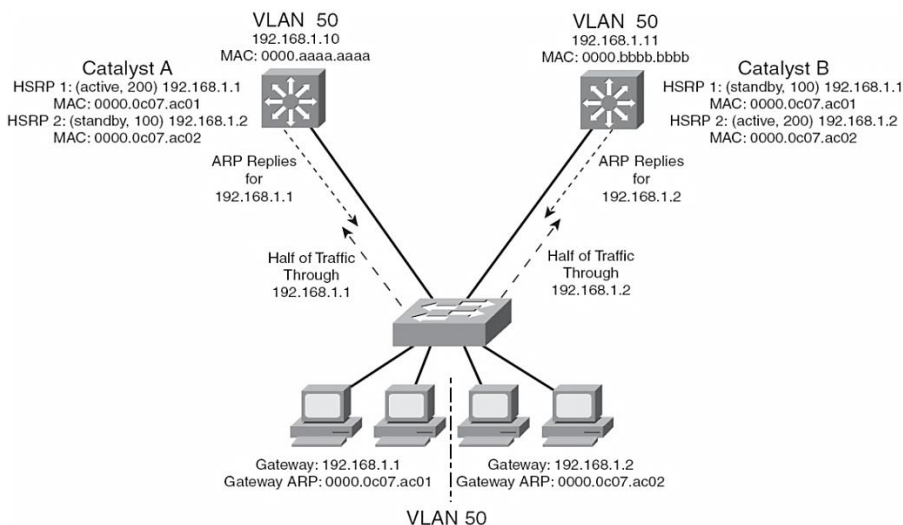 VLAN 50
192.168.1.10
MAC: 0000.aaaa.aaaa
VLAN 50
192.168.1.11
MAC: 0000.bbbb.bbbb
Catalyst A
HSRP 1: (active, 200) 192.168.1.1
MAC: 0000.0c07.ac01
HSRP 2: (standby, 100) 192.168.1.2
MAC: 0000.0c07.ac02
Catalyst B
HSRP 1: (standby, 100) 192.168.1.1
MAC: 0000.0c07.ac01
HSRP 2: (active, 200) 192.168.1.2
MAC: 0000.0c07.ac02
ARP Replies
for
192.168.1.1
ARP Replies
for
192.168.1.2
Half of Traffic
Through
192.168.1.1
Half of Traffic
Through
192.168.1.2
Gateway: 192.168.1.1
Gateway ARP: 0000.0c07.ac01
Gateway: 192.168.1.2
Gateway ARP: 0000.0c07.ac02
VLAN 50